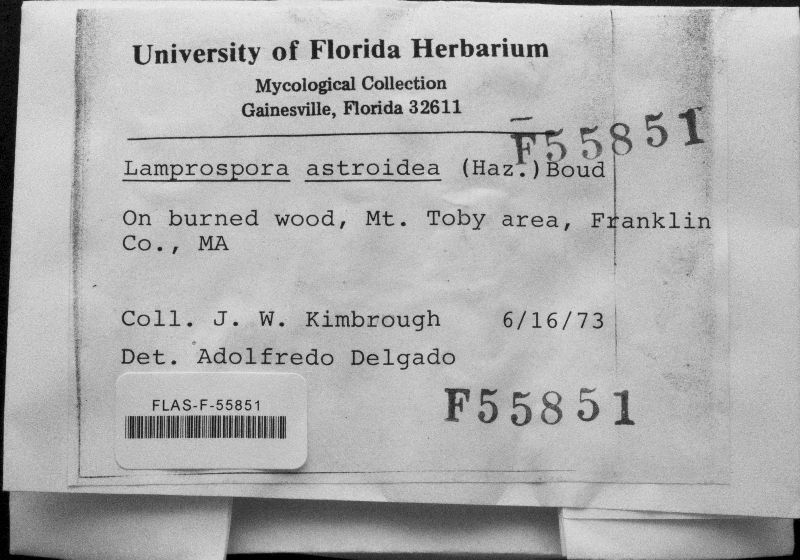 University of Florida Herbarium
Mycological Collection
Gainesville, Florida 32611
F55851
Lamprospora astroidea (Haz.) Boud
On burned wood, Mt. Toby area, Franklin
Co., MA
Coll. J. W. Kimbrough 6/16/73
Det. Adolfredo Delgado
FLAS-F-55851
F55851